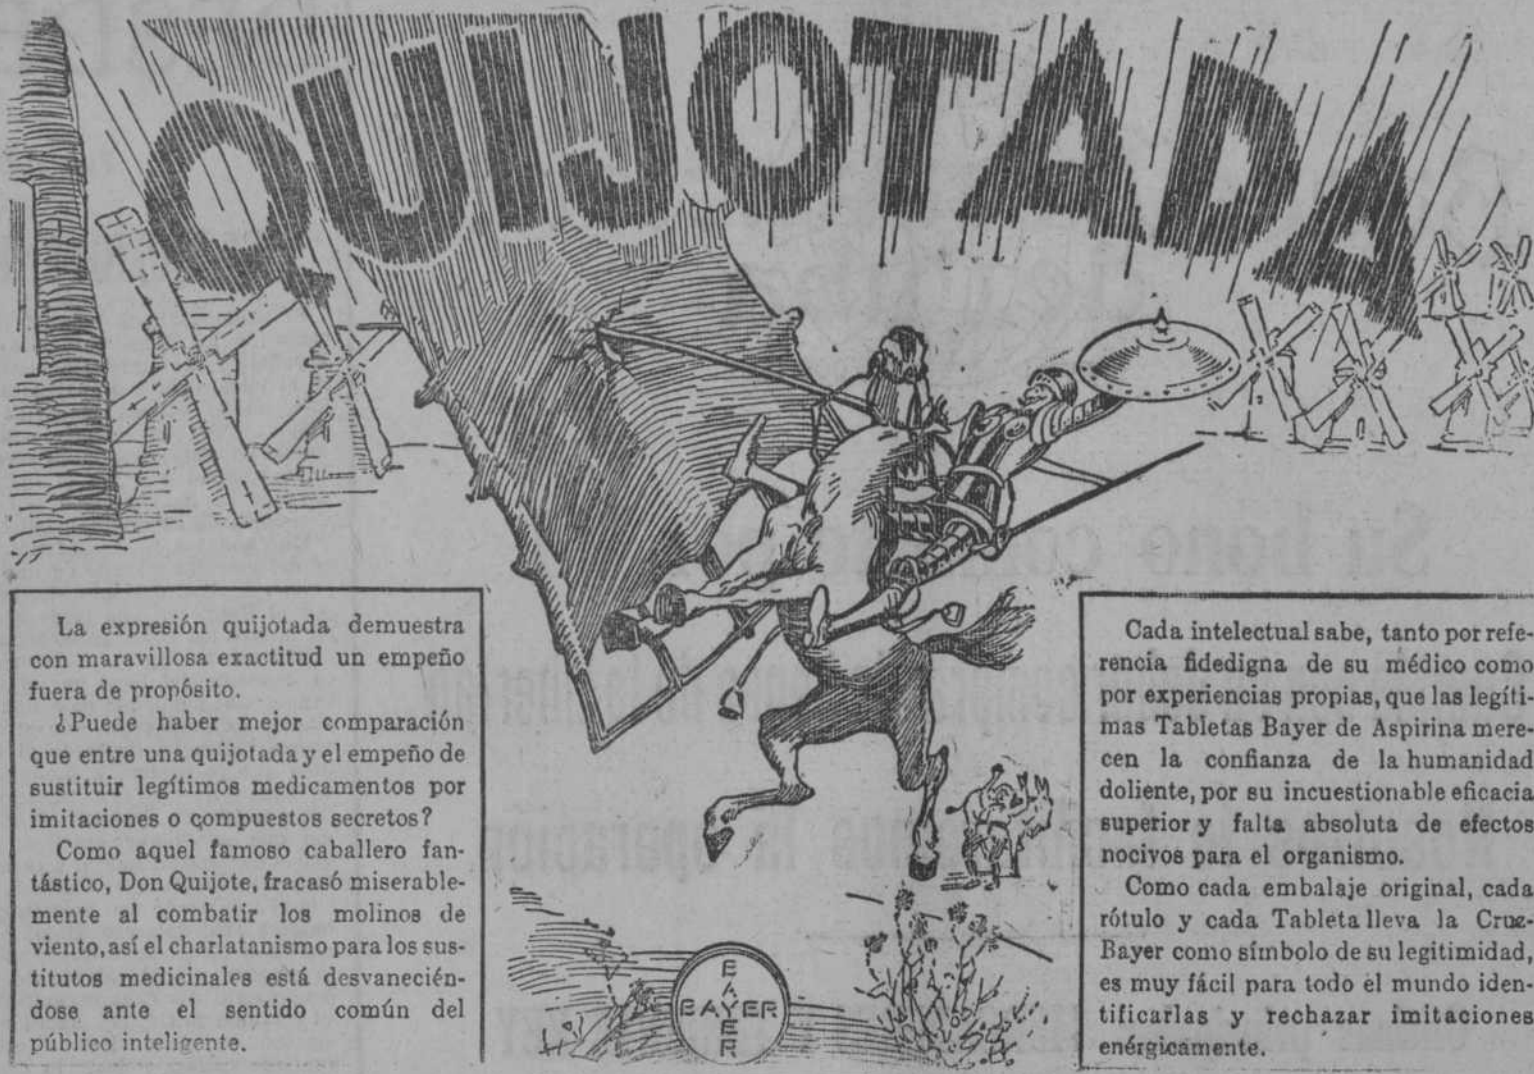 QUIJOTADA
La expresión quijotada demuestra
con maravillosa exactitud un empeño
fuera de propósito.
¿Puede haber mejor comparación
que entre una quijotada y el empeño de
sustituir legítimos medicamentos por
imitaciones o compuestos secretos?
Como aquel famoso caballero fan-
tástico, Don Quijote, fracasó miserable-
mente al combatir los molinos de
viento, así el charlatanismo para los sus-
titutos medicinales está desvanecién-
dose ante el sentido común del
público inteligente.
BAYER
BAYER
Cada intelectual sabe, tanto por refe-
rencia fidedigna de su médico como
por experiencias propias, que las legíti-
mas Tabletas Bayer de Aspirina mere-
cen la confianza de la humanidad
doliente, por su incuestionable eficacia
superior y falta absoluta de efectos
nocivos para el organismo.
Como cada embalaje original, cada
rótulo y cada Tableta lleva la Cruz-
Bayer como símbolo de su legitimidad,
es muy fácil para todo el mundo iden-
tificarlas y rechazar imitaciones
enérgicamente.